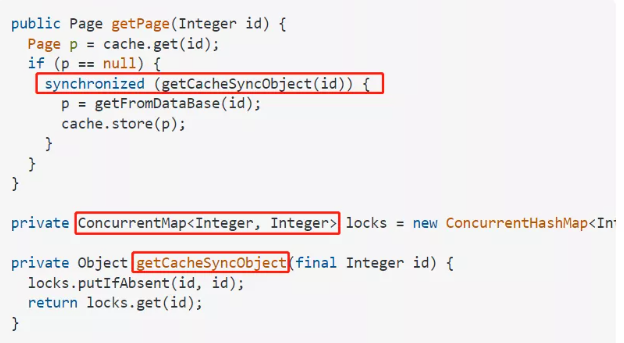 public Page getPage(Integer id) {
  Page p = cache.get(id);
  if (p == null) {
    synchronized (getCacheSyncObject(id)) {
      p = getFromDataBase(id);
      cache.store(p);
    }
  }
}
private ConcurrentMap<Integer, Integer> locks = new ConcurrentHashMap<Int
private Object getCacheSyncObject(final Integer id) {
  locks.putIfAbsent(id, id);
  return locks.get(id);
}